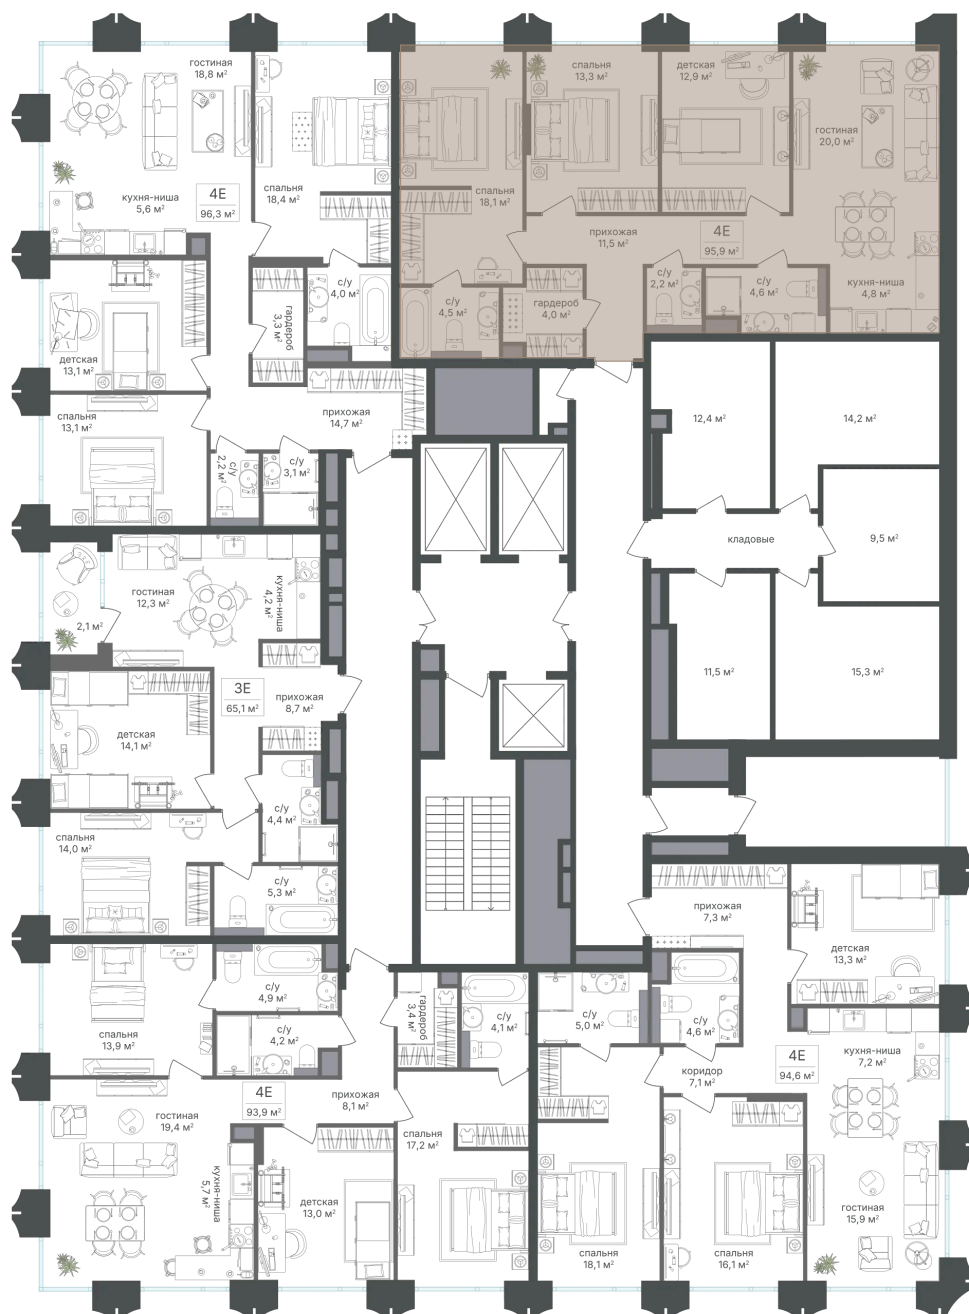 гостиная
18,8 м²
кухня-ниша
5,6 м²
4Е
96,3 м²
спальня
18,4 м²
с/у
4,0 м²
гардероб
3,3 м²
детская
13,1 м²
спальня
13,1 м²
с/у
2,2 м²
с/у
3,1 м²
прихожая
14,7 м²
спальня
18,1 м²
спальня
13,3 м²
детская
12,9 м²
гостиная
20,0 м²
прихожая
11,5 м²
4Е
95,9 м²
с/у
4,5 м²
гардероб
4,0 м²
с/у
2,2 м²
с/у
4,6 м²
кухня-ниша
4,8 м²
12,4 м²
14,2 м²
кладовые
9,5 м²
11,5 м²
15,3 м²
гостиная
12,3 м²
кухня-ниша
4,2 м²
2,1 м²
3Е
65,1 м²
прихожая
8,7 м²
детская
14,1 м²
с/у
4,4 м²
спальня
14,0 м²
с/у
5,3 м²
с/у
4,9 м²
спальня
13,9 м²
с/у
4,2 м²
4Е
93,9 м²
прихожая
8,1 м²
гардероб
3,4 м²
с/у
4,1 м²
гостиная
19,4 м²
кухня-ниша
5,7 м²
детская
13,0 м²
спальня
17,2 м²
прихожая
7,3 м²
детская
13,3 м²
с/у
5,0 м²
с/у
4,6 м²
коридор
7,1 м²
4Е
94,6 м²
кухня-ниша
7,2 м²
гостиная
15,9 м²
спальня
18,1 м²
спальня
16,1 м²